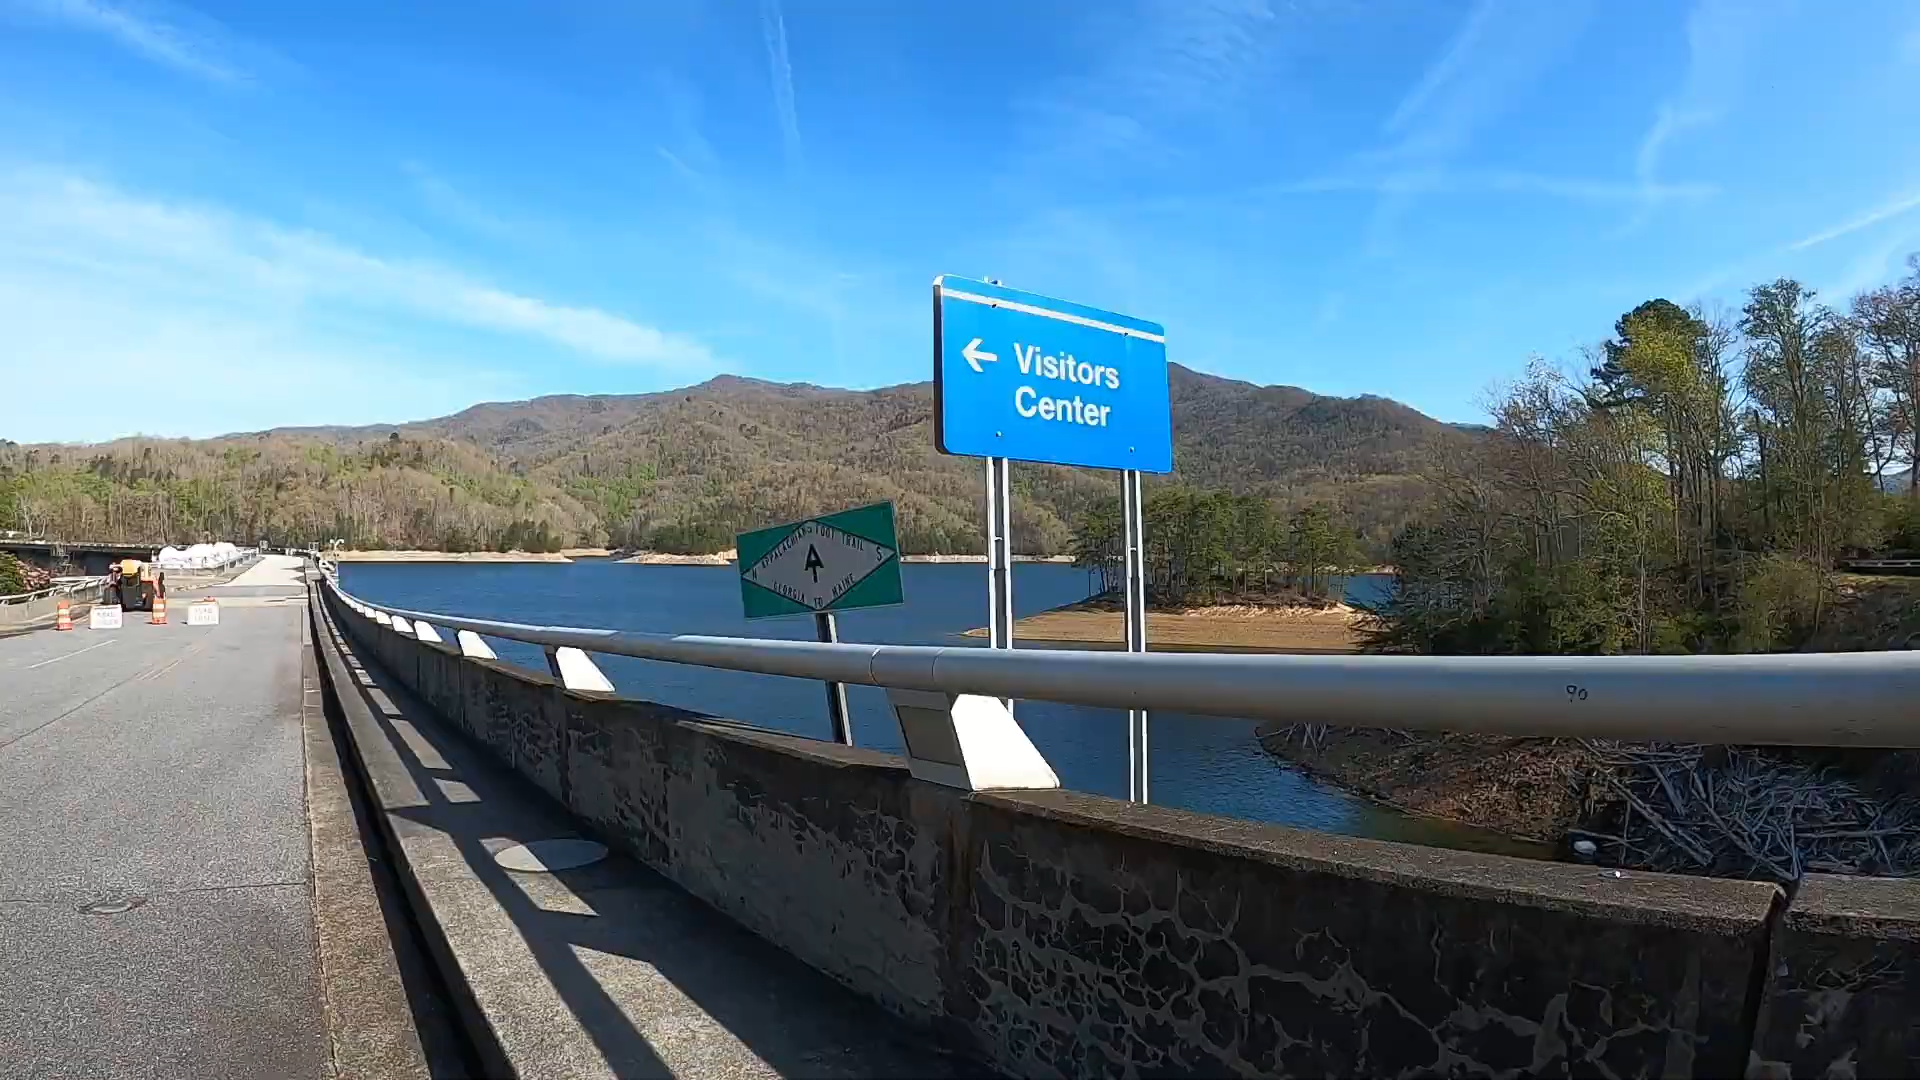 ← Visitors
Center
APPALACHIAN FOOT TRAIL
N A S
GEORGIA TO MAINE